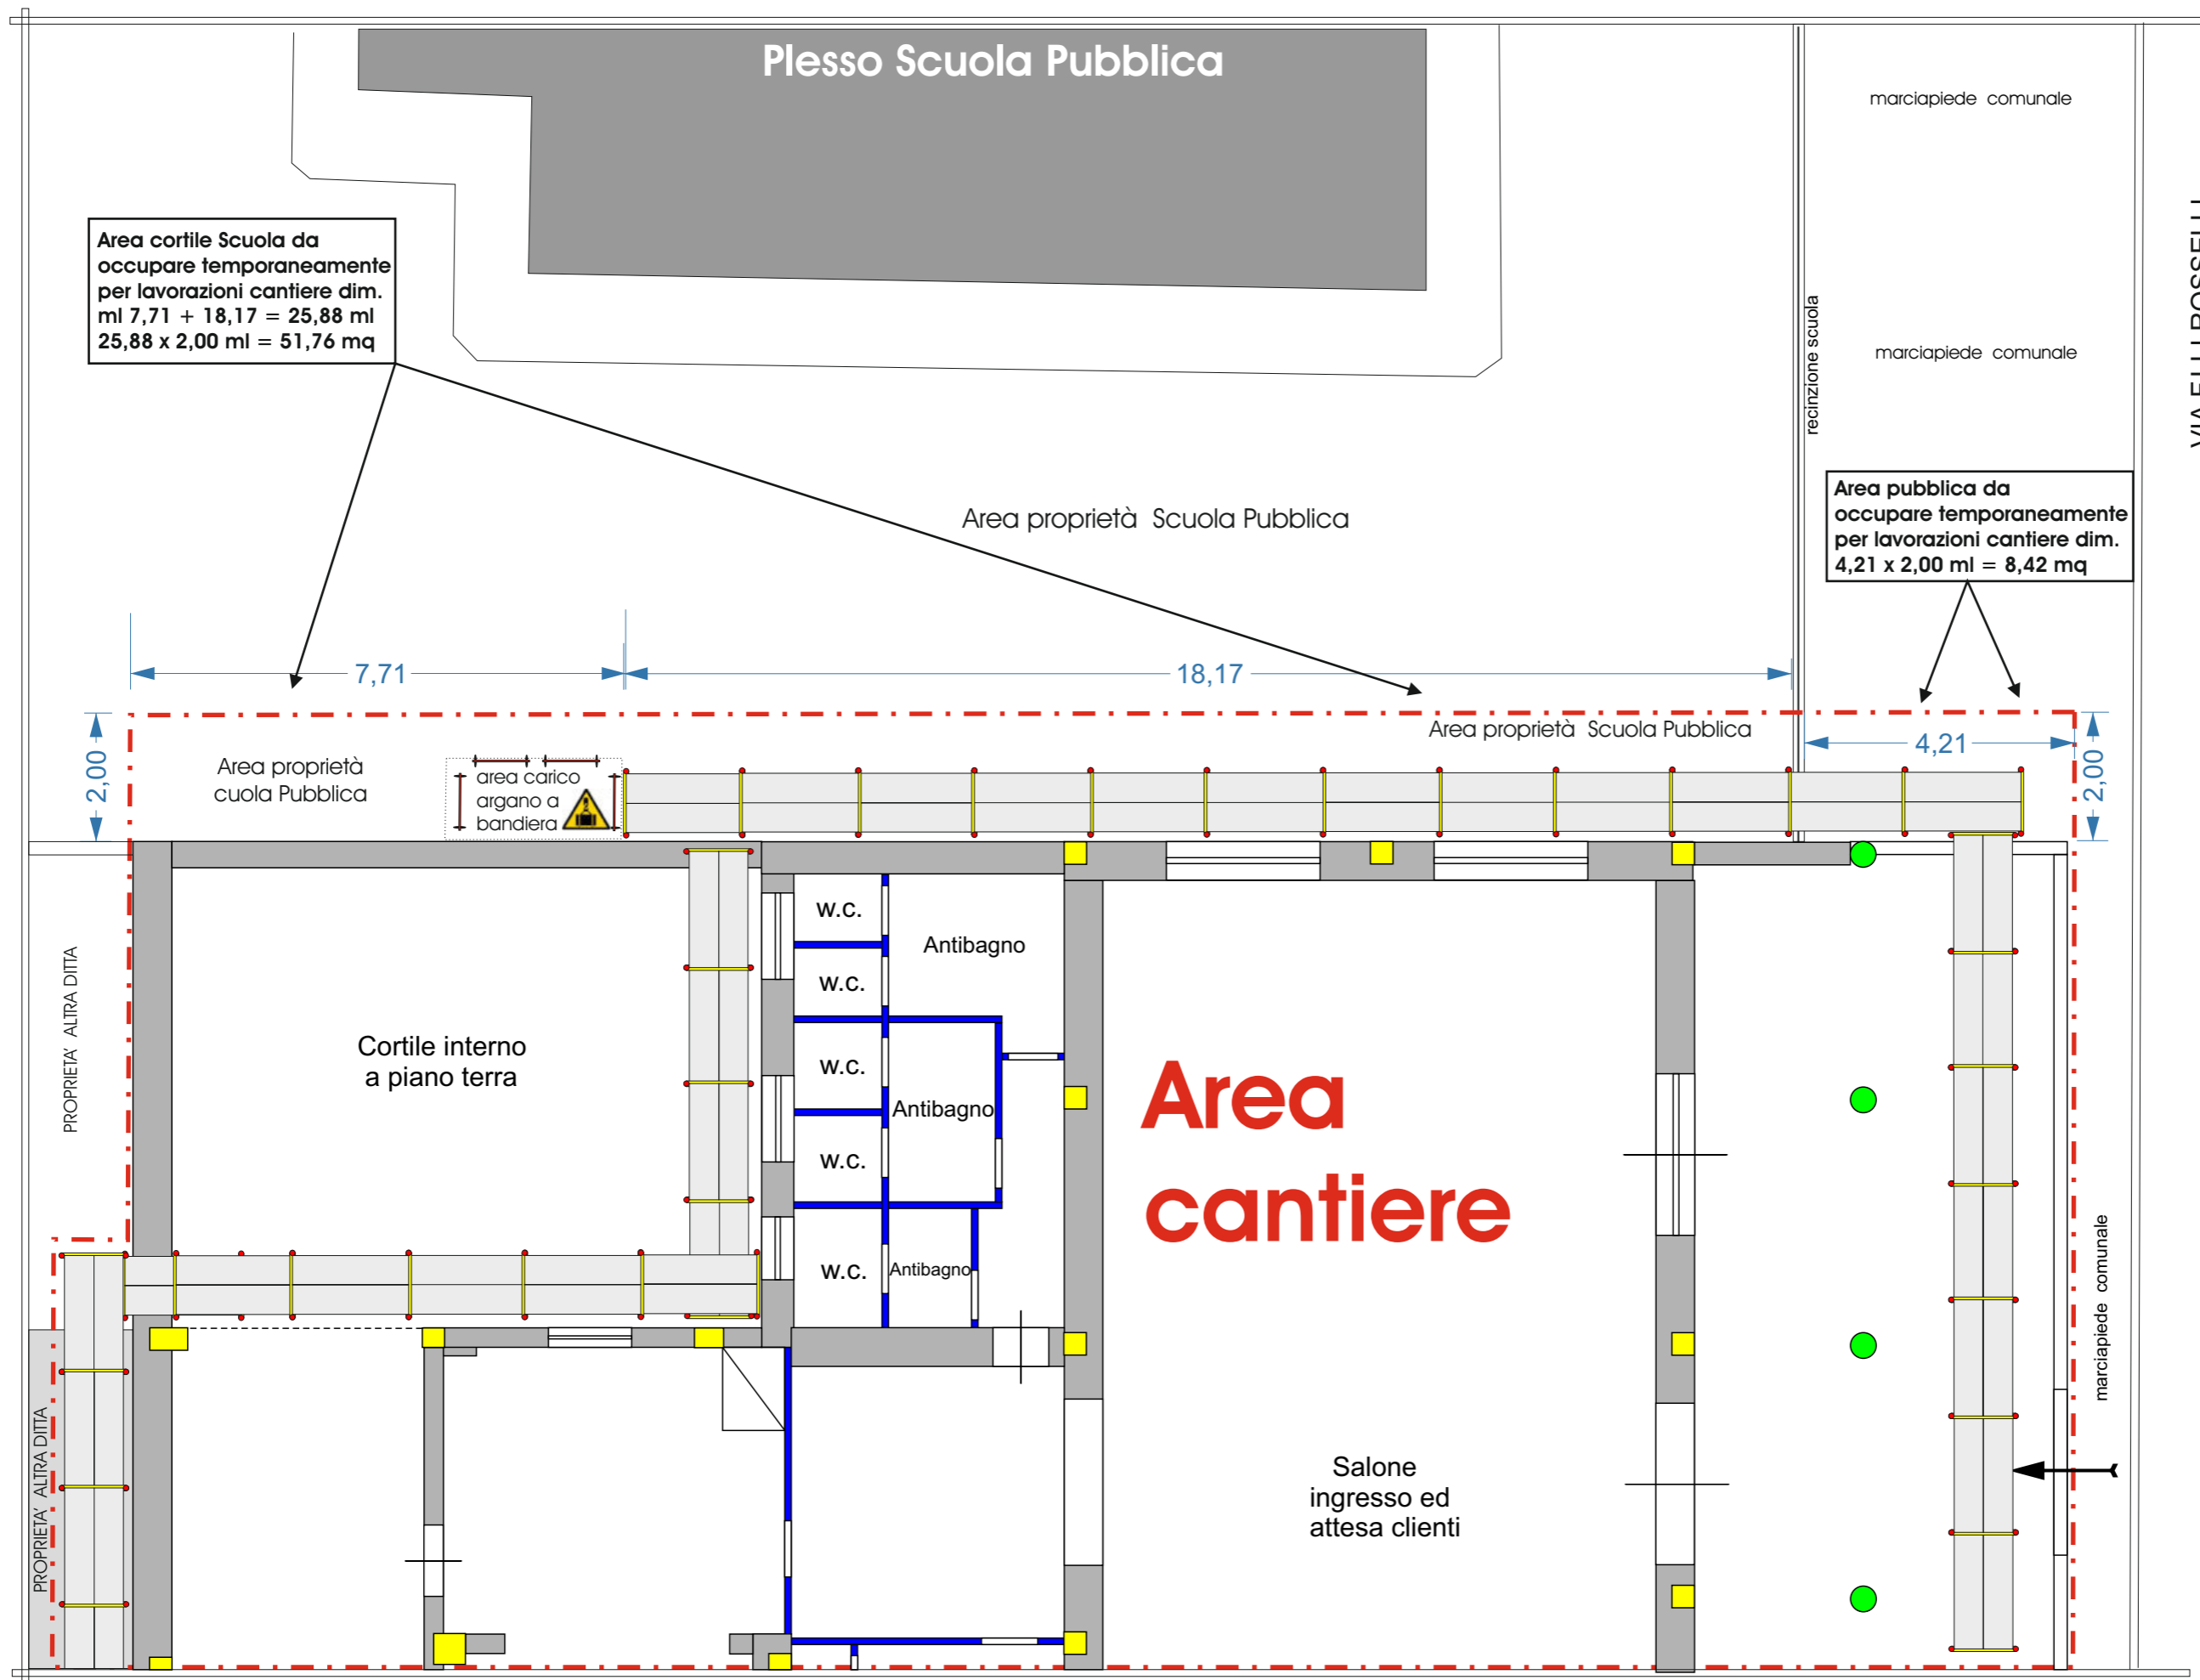 Plesso Scuola Pubblica
marciapiede comunale
Area cortile Scuola da
occupare temporaneamente
per lavorazioni cantiere dim.
ml 7,71 + 18,17 = 25,88 ml
25,88 x 2,00 ml = 51,76 mq
recinzione scuola
marciapiede comunale
Area pubblica da
occupare temporaneamente
per lavorazioni cantiere dim.
4,21 x 2,00 ml = 8,42 mq
Area proprietà Scuola Pubblica
7,71
18,17
Area proprietà Scuola Pubblica
4,21
2,00
2,00
Area proprietà
cuola Pubblica
area carico
argano a
bandiera
w.c.
Antibagno
w.c.
PROPRIETA' ALTRA DITTA
Cortile interno
a piano terra
w.c.
Antibagno
w.c.
Area
cantiere
w.c.
Antibagno
marciapiede comunale
PROPRIETA' ALTRA DITTA
Salone
ingresso ed
attesa clienti